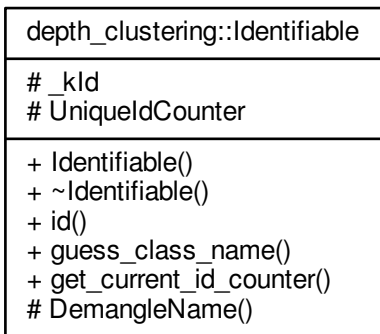 depth_clustering::Identifiable
# _kId
# UniqueIdCounter
+ Identifiable()
+ ~Identifiable()
+ id()
+ guess_class_name()
+ get_current_id_counter()
# DemangleName()